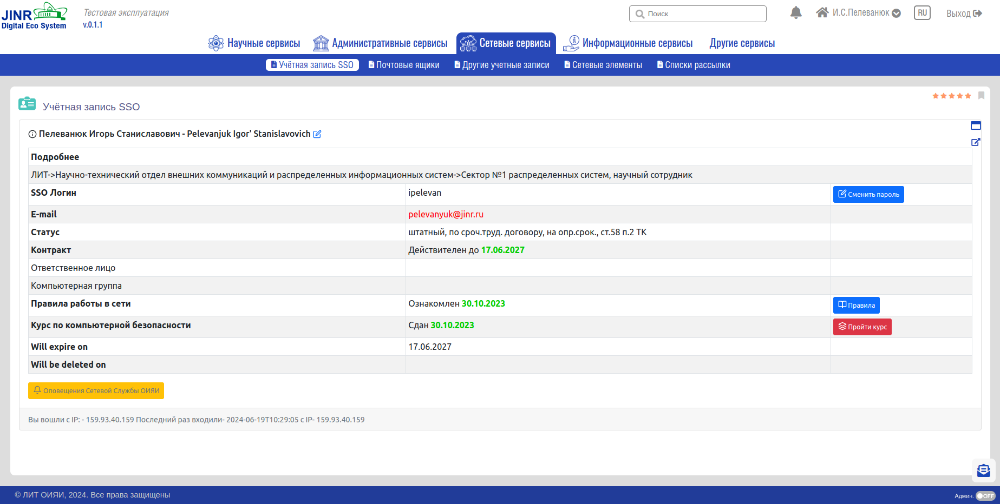 JINR
Digital Eco System
Тестовая эксплуатация
v.0.1.1
Поиск
И.С.Пелеванюк
RU
Выход
Научные сервисы
Административные сервисы
Сетевые сервисы
Информационные сервисы
Другие сервисы
Учётная запись SSO
Почтовые ящики
Другие учетные записи
Сетевые элементы
Списки рассылки
Учётная запись SSO
Пелеванюк Игорь Станиславович - Pelevanjuk Igor' Stanislavovich
Подробнее
ЛИТ->Научно-технический отдел внешних коммуникаций и распределенных информационных систем->Сектор №1 распределенных систем, научный сотрудник
SSO Логин ipelevan Сменить пароль
E-mail pelevanyuk@jinr.ru
Статус штатный, по сроч.труд. договору, на опр.срок., ст.58 п.2 ТК
Контракт Действителен до 17.06.2027
Ответственное лицо
Компьютерная группа
Правила работы в сети Ознакомлен 30.10.2023 Правила
Курс по компьютерной безопасности Сдан 30.10.2023 Пройти курс
Will expire on 17.06.2027
Will be deleted on
Оповещения Сетевой Службы ОИЯИ
Вы вошли с IP: - 159.93.40.159 Последний раз входили- 2024-06-19T10:29:05 с IP- 159.93.40.159
© ЛИТ ОИЯИ, 2024. Все права защищены
Админ. OFF